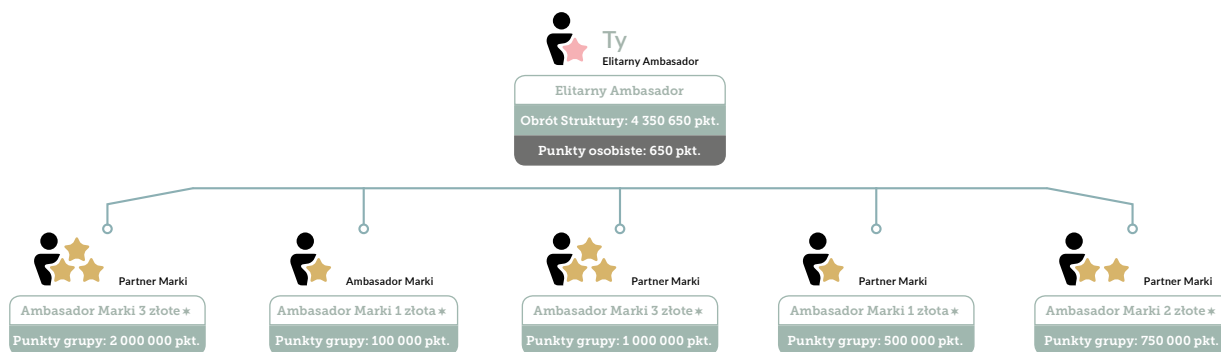 Ty
Elitarny Ambasador
Elitarny Ambasador
Obrót Struktury: 4 350 650 pkt.
Punkty osobiste: 650 pkt.
Partner Marki
Ambasador Marki 3 złote ✶
Punkty grupy: 2 000 000 pkt.
Ambasador Marki
Ambasador Marki 1 złota ✶
Punkty grupy: 100 000 pkt.
Partner Marki
Ambasador Marki 3 złote ✶
Punkty grupy: 1 000 000 pkt.
Partner Marki
Ambasador Marki 1 złota ✶
Punkty grupy: 500 000 pkt.
Partner Marki
Ambasador Marki 2 złote ✶
Punkty grupy: 750 000 pkt.